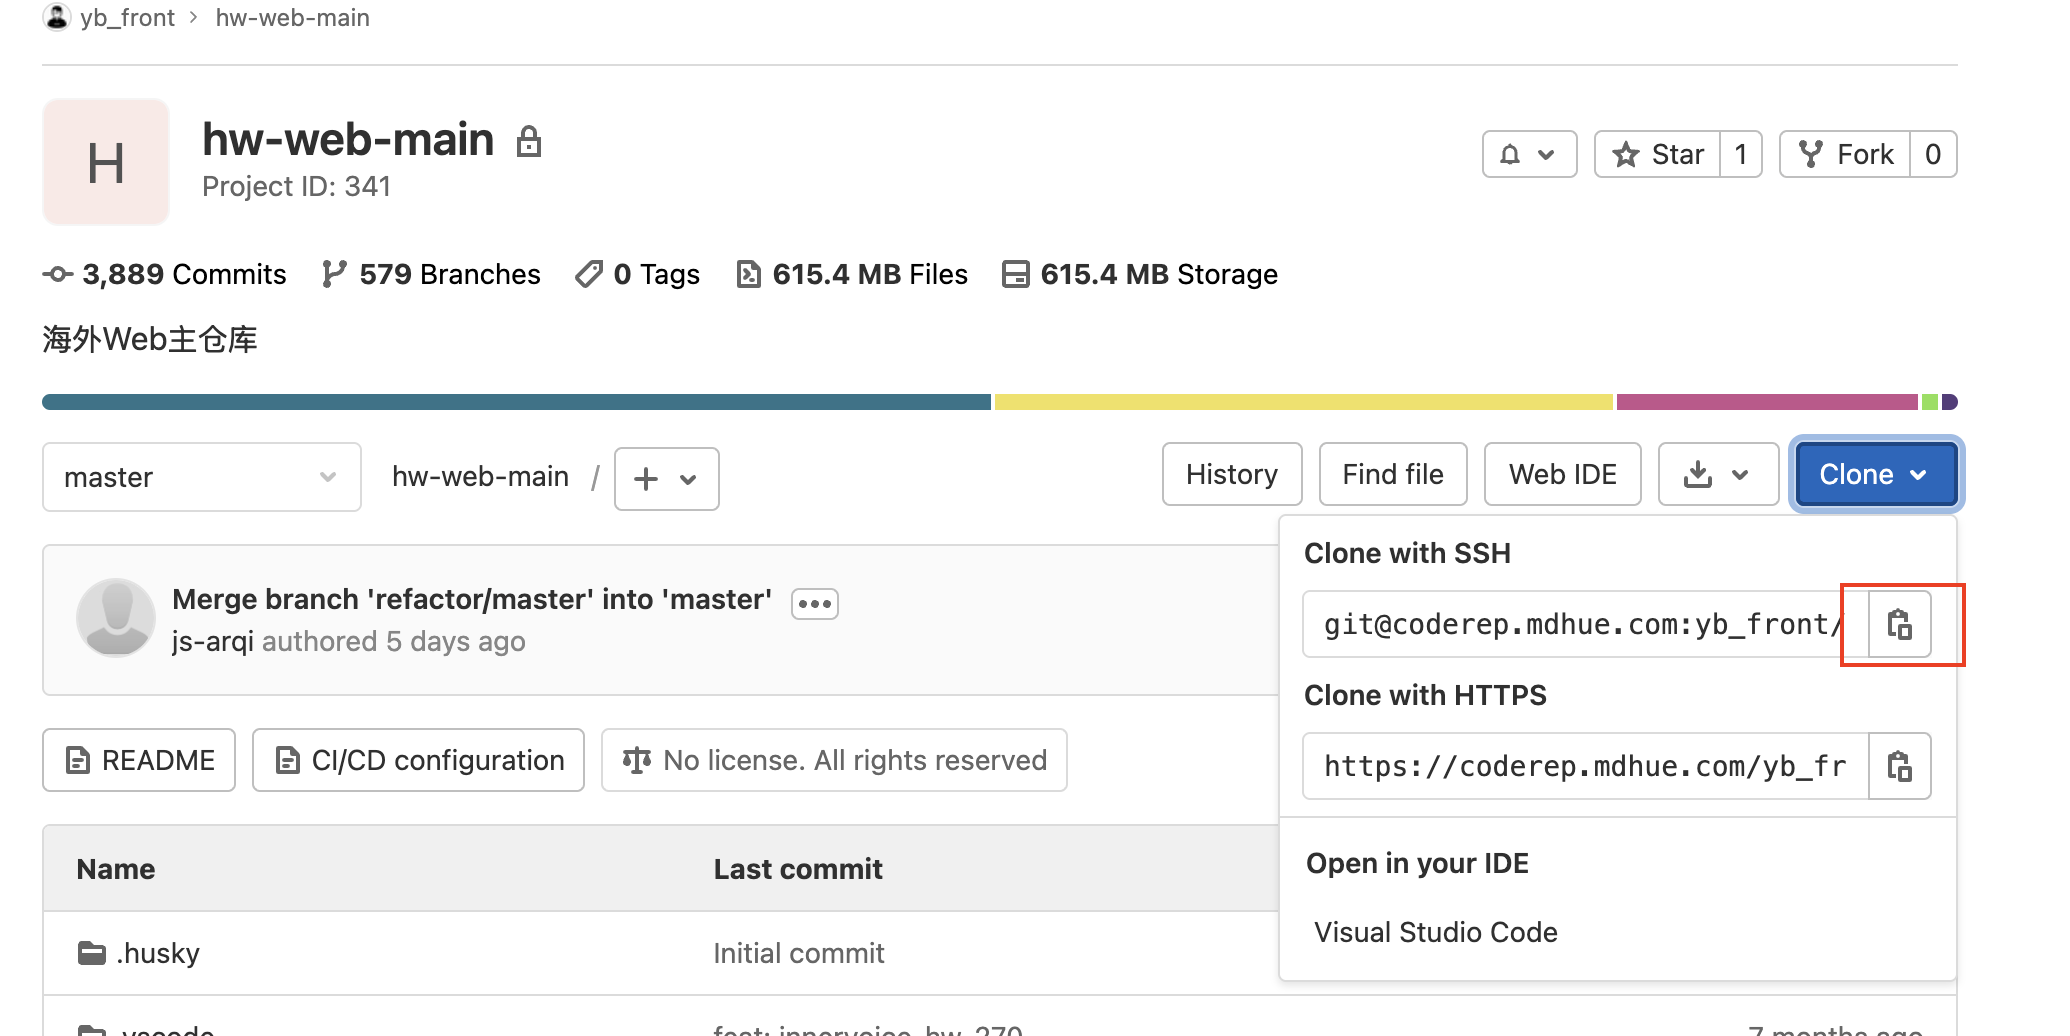 yb_front > hw-web-main
H
hw-web-main
Project ID: 341
Star 1
Fork 0
3,889 Commits 579 Branches 0 Tags 615.4 MB Files 615.4 MB Storage
海外Web主仓库
master
hw-web-main /
History
Find file
Web IDE
Clone
Merge branch 'refactor/master' into 'master'
js-arqi authored 5 days ago
Clone with SSH
git@coderep.mdhue.com:yb_front/
Clone with HTTPS
https://coderep.mdhue.com/yb_fr
Open in your IDE
Visual Studio Code
README
CI/CD configuration
No license. All rights reserved
Name Last commit
.husky Initial commit
.vscode feat: innervoice_hw_270 7 months ago